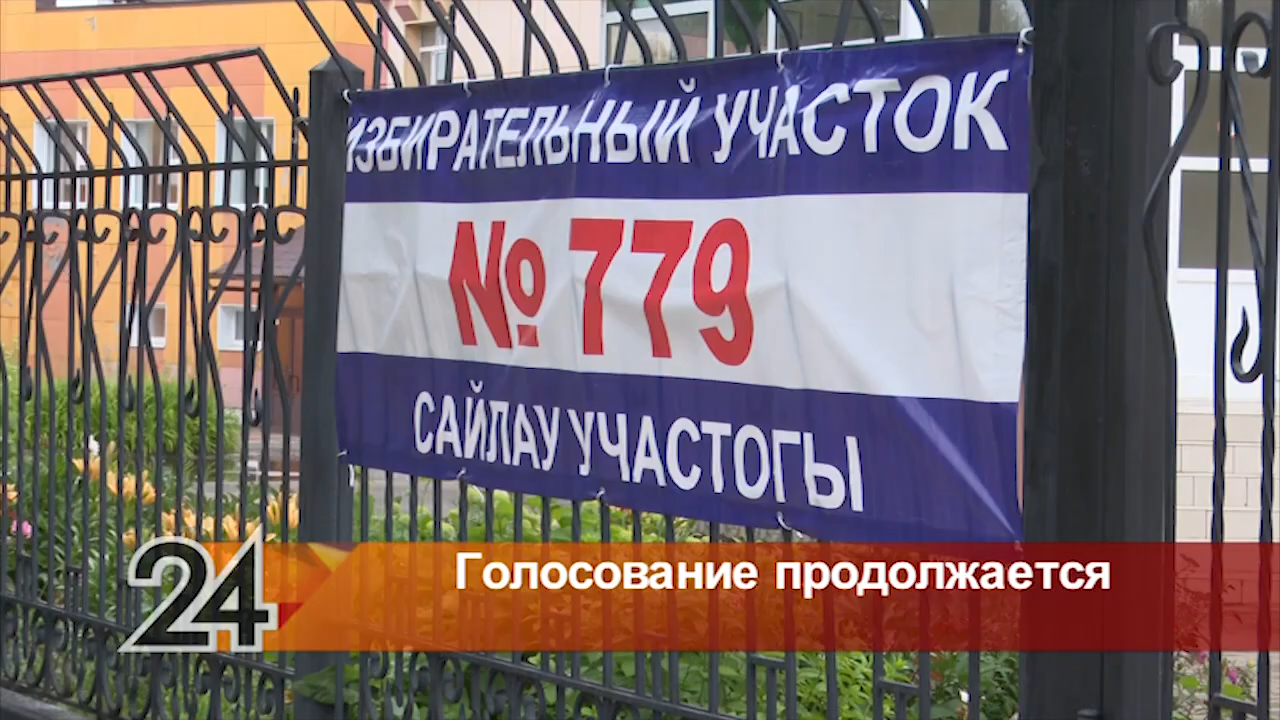 ИЗБИРАТЕЛЬНЫЙ УЧАСТОК
№ 779
САЙЛАУ УЧАСТОГЫ
Голосование продолжается
24